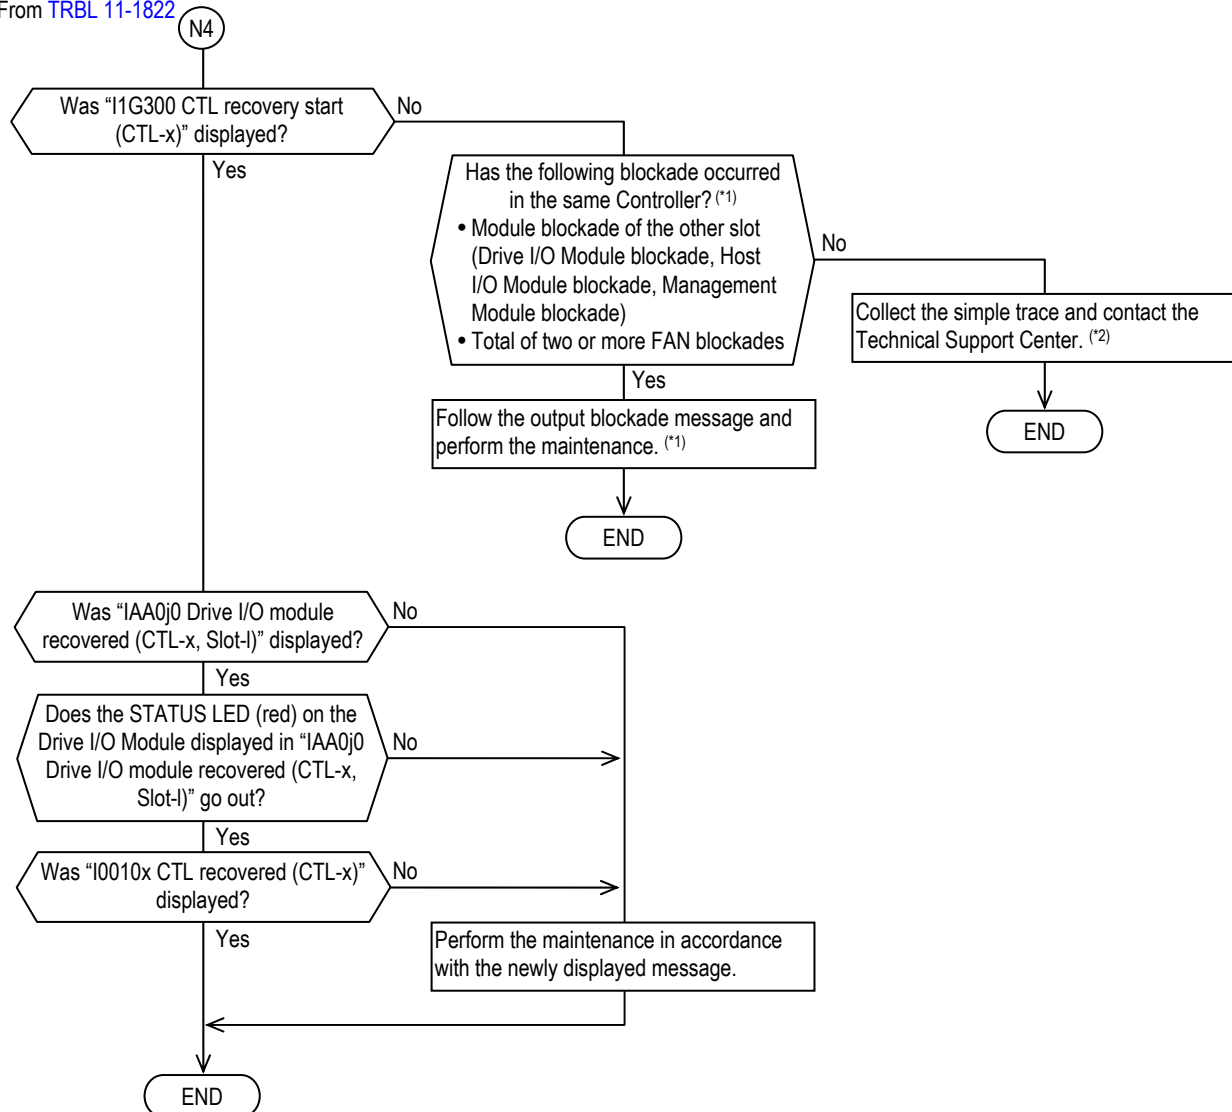 From TRBL 11-1822
N4
Was “I1G300 CTL recovery start
(CTL-x)” displayed?
No
Yes
Has the following blockade occurred
in the same Controller? (*1)
• Module blockade of the other slot
(Drive I/O Module blockade, Host
I/O Module blockade, Management
Module blockade)
• Total of two or more FAN blockades
No
Collect the simple trace and contact the
Technical Support Center. (*2)
END
Yes
Follow the output blockade message and
perform the maintenance. (*1)
END
Was “IAA0j0 Drive I/O module
recovered (CTL-x, Slot-l)” displayed?
No
Yes
Does the STATUS LED (red) on the
Drive I/O Module displayed in “IAA0j0
Drive I/O module recovered (CTL-x,
Slot-l)” go out?
No
Yes
Was “I0010x CTL recovered (CTL-x)”
displayed?
No
Yes
Perform the maintenance in accordance
with the newly displayed message.
END